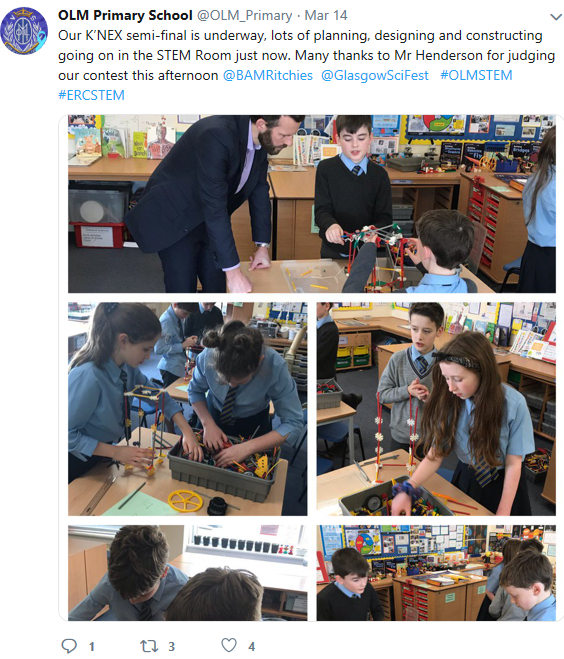 OLM Primary School @OLM_Primary · Mar 14
Our K'NEX semi-final is underway, lots of planning, designing and constructing
going on in the STEM Room just now. Many thanks to Mr Henderson for judging
our contest this afternoon @BAMRitchies @GlasgowSciFest #OLMSTEM
#ERCSTEM
1 3 4